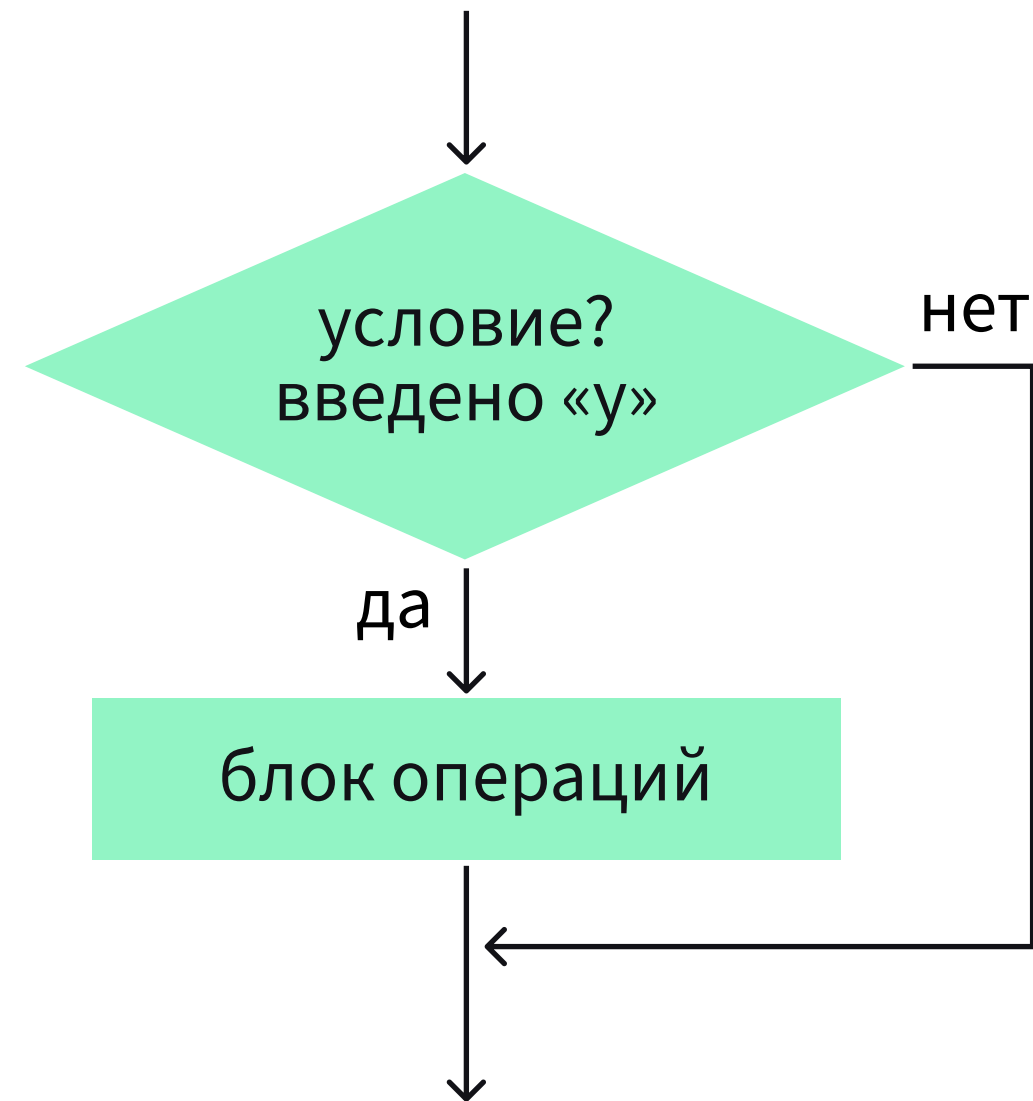 условие?
введено «у»
нет
да
блок операций